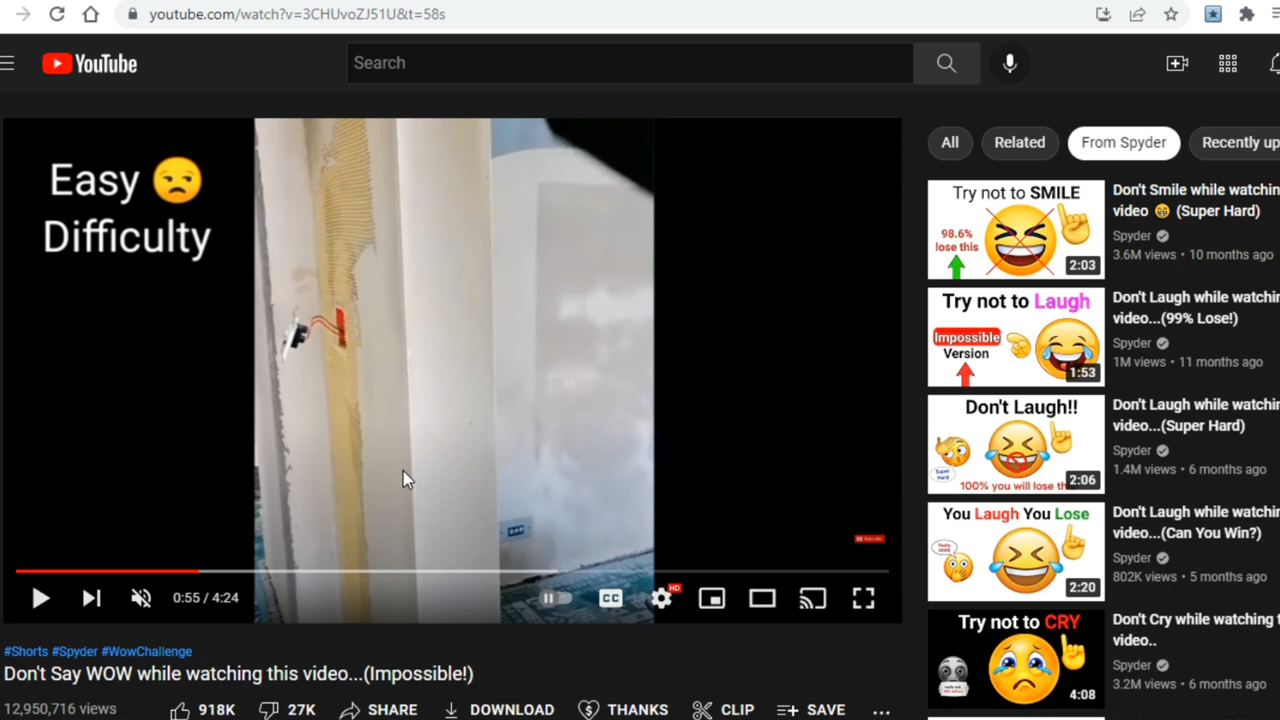 youtube.com/watch?v=3CHUvoZJ51U&t=58s
YouTube
Search
Easy 😒
Difficulty
0:55 / 4:24
CC
HD
#Shorts #Spyder #WowChallenge
Don't Say WOW while watching this video...(Impossible!)
12,950,716 views
918K
27K
SHARE
DOWNLOAD
THANKS
CLIP
SAVE
All
Related
From Spyder
Recently up
Try not to SMILE
98.6%
lose this
2:03
Don't Smile while watchin
video 😁 (Super Hard)
Spyder
3.6M views • 10 months ago
Try not to Laugh
Impossible
Version
1:53
Don't Laugh while watchin
video...(99% Lose!)
Spyder
1M views • 11 months ago
Don't Laugh!!
Super
Hard
100% you will lose th
2:06
Don't Laugh while watchin
video...(Super Hard)
Spyder
1.4M views • 6 months ago
You Laugh You Lose
2:20
Don't Laugh while watchin
video...(Can You Win?)
Spyder
802K views • 5 months ago
Try not to CRY
4:08
Don't Cry while watching t
video..
Spyder
3.2M views • 6 months ago